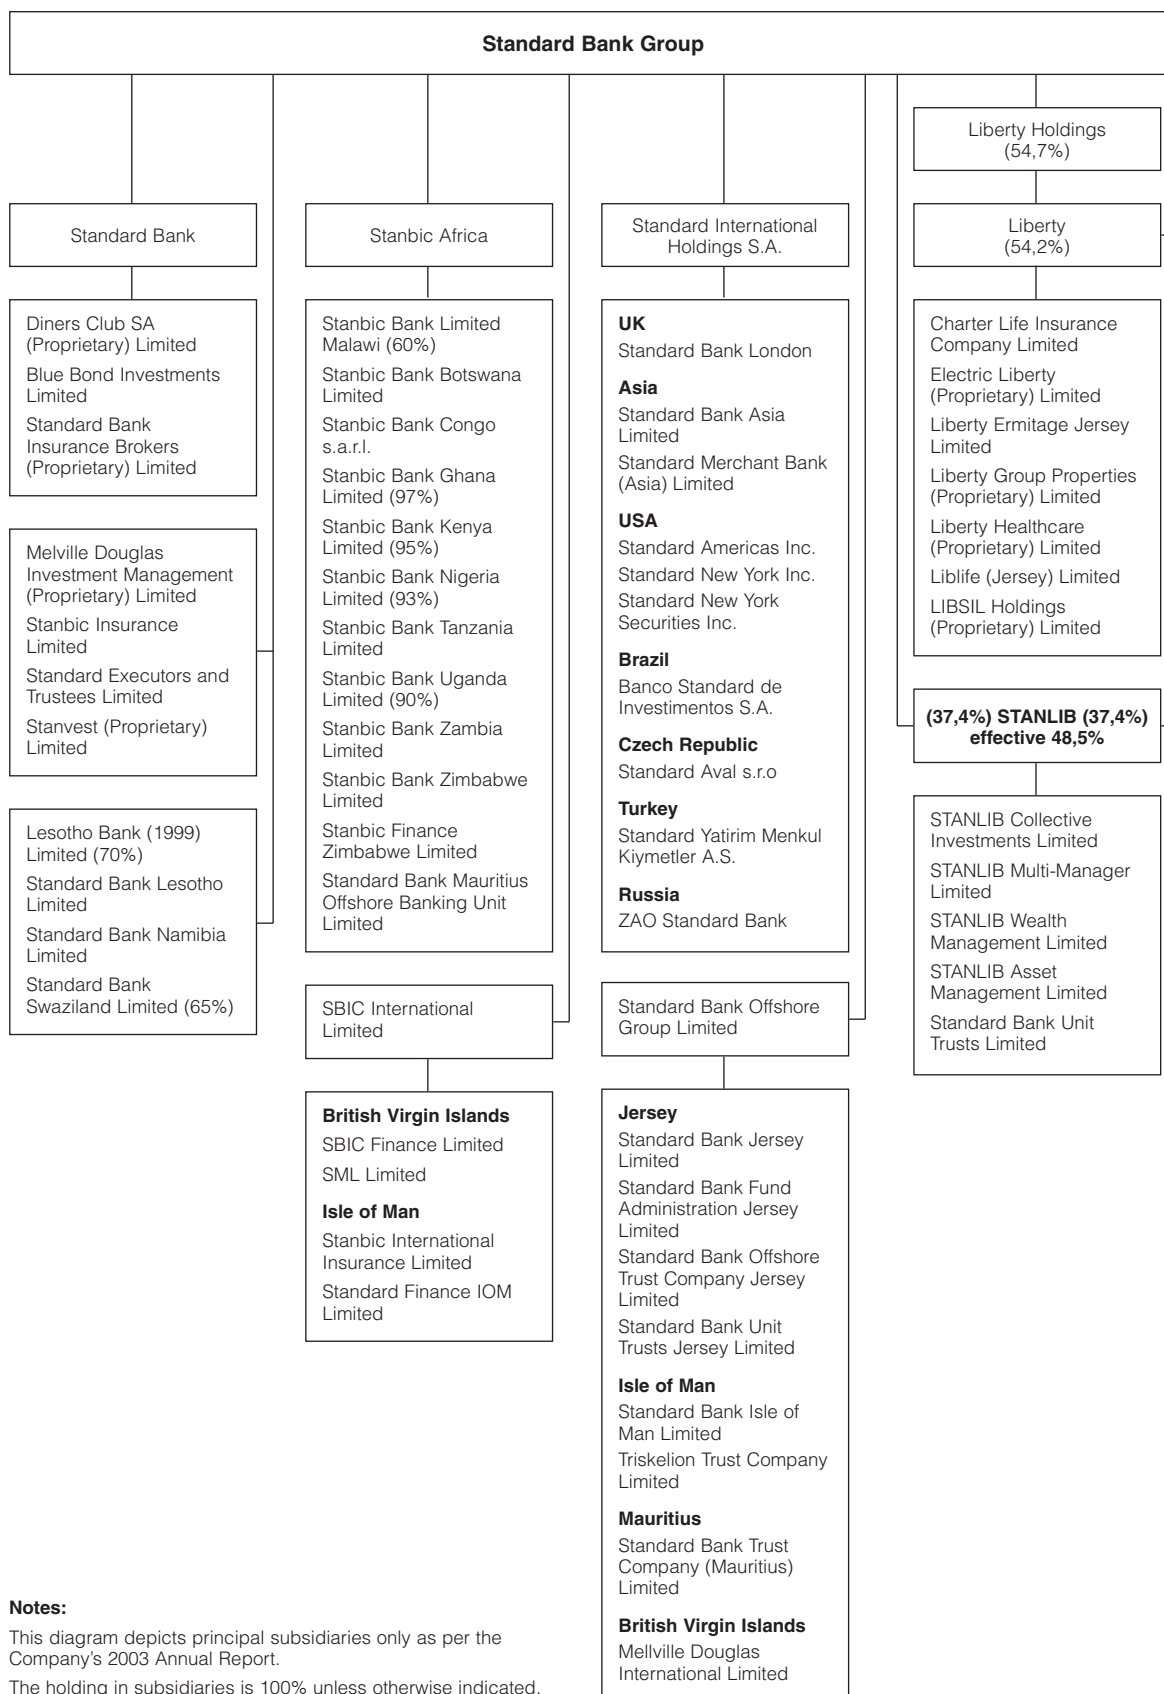 Standard Bank Group
Standard Bank
Diners Club SA
(Proprietary) Limited
Blue Bond Investments
Limited
Standard Bank
Insurance Brokers
(Proprietary) Limited
Melville Douglas
Investment Management
(Proprietary) Limited
Stanbic Insurance
Limited
Standard Executors and
Trustees Limited
Stanvest (Proprietary)
Limited
Lesotho Bank (1999)
Limited (70%)
Standard Bank Lesotho
Limited
Standard Bank Namibia
Limited
Standard Bank
Swaziland Limited (65%)
Stanbic Africa
Stanbic Bank Limited
Malawi (60%)
Stanbic Bank Botswana
Limited
Stanbic Bank Congo
s.a.r.l.
Stanbic Bank Ghana
Limited (97%)
Stanbic Bank Kenya
Limited (95%)
Stanbic Bank Nigeria
Limited (93%)
Stanbic Bank Tanzania
Limited
Stanbic Bank Uganda
Limited (90%)
Stanbic Bank Zambia
Limited
Stanbic Bank Zimbabwe
Limited
Stanbic Finance
Zimbabwe Limited
Standard Bank Mauritius
Offshore Banking Unit
Limited
SBIC International
Limited
British Virgin Islands
SBIC Finance Limited
SML Limited
Isle of Man
Stanbic International
Insurance Limited
Standard Finance IOM
Limited
Standard International
Holdings S.A.
UK
Standard Bank London
Asia
Standard Bank Asia
Limited
Standard Merchant Bank
(Asia) Limited
USA
Standard Americas Inc.
Standard New York Inc.
Standard New York
Securities Inc.
Brazil
Banco Standard de
Investimentos S.A.
Czech Republic
Standard Aval s.r.o
Turkey
Standard Yatirim Menkul
Kiymetler A.S.
Russia
ZAO Standard Bank
Standard Bank Offshore
Group Limited
Jersey
Standard Bank Jersey
Limited
Standard Bank Fund
Administration Jersey
Limited
Standard Bank Offshore
Trust Company Jersey
Limited
Standard Bank Unit
Trusts Jersey Limited
Isle of Man
Standard Bank Isle of
Man Limited
Triskelion Trust Company
Limited
Mauritius
Standard Bank Trust
Company (Mauritius)
Limited
British Virgin Islands
Mellville Douglas
International Limited
Liberty Holdings
(54,7%)
Liberty
(54,2%)
Charter Life Insurance
Company Limited
Electric Liberty
(Proprietary) Limited
Liberty Ermitage Jersey
Limited
Liberty Group Properties
(Proprietary) Limited
Liberty Healthcare
(Proprietary) Limited
Liblife (Jersey) Limited
LIBSIL Holdings
(Proprietary) Limited
(37,4%) STANLIB (37,4%)
effective 48,5%
STANLIB Collective
Investments Limited
STANLIB Multi-Manager
Limited
STANLIB Wealth
Management Limited
STANLIB Asset
Management Limited
Standard Bank Unit
Trusts Limited
Notes:
This diagram depicts principal subsidiaries only as per the
Company's 2003 Annual Report.
The holding in subsidiaries is 100% unless otherwise indicated.